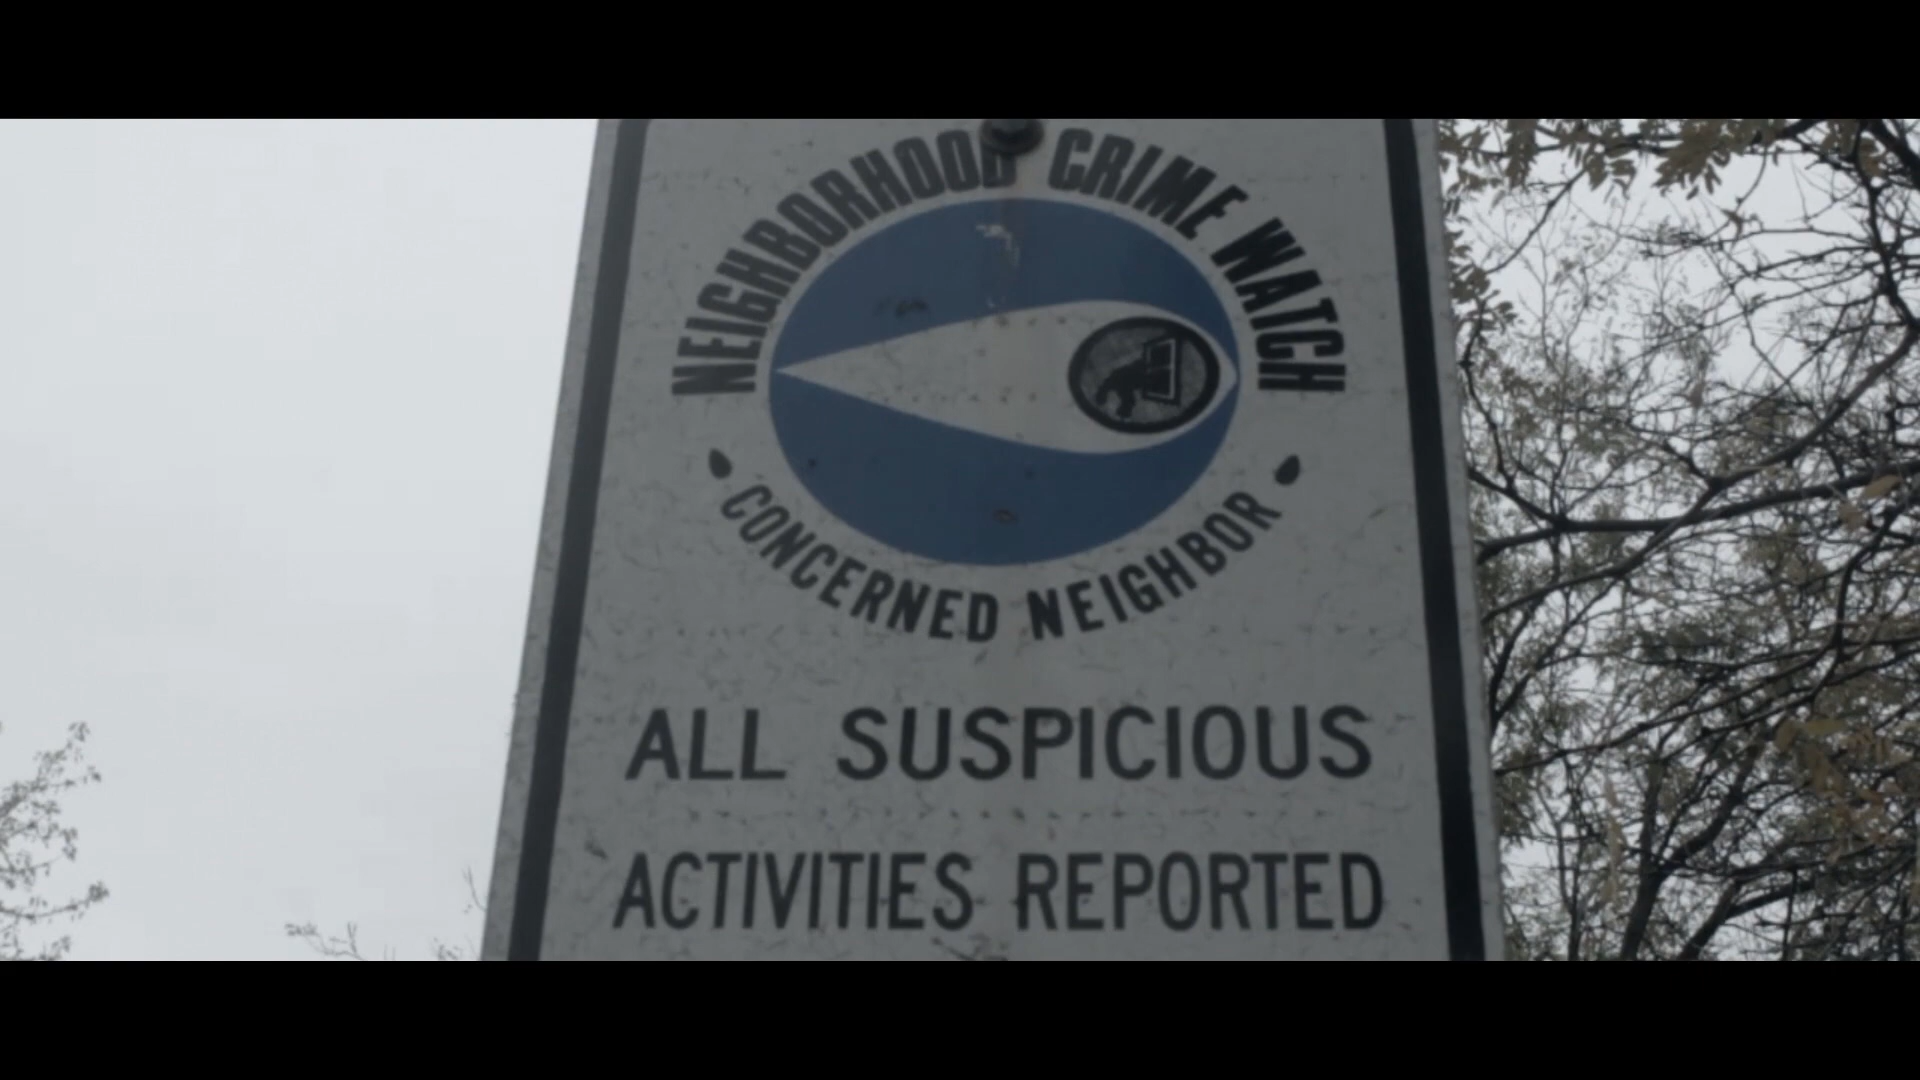 NEIGHBORHOOD CRIME WATCH
• CONCERNED NEIGHBOR •
ALL SUSPICIOUS
ACTIVITIES REPORTED